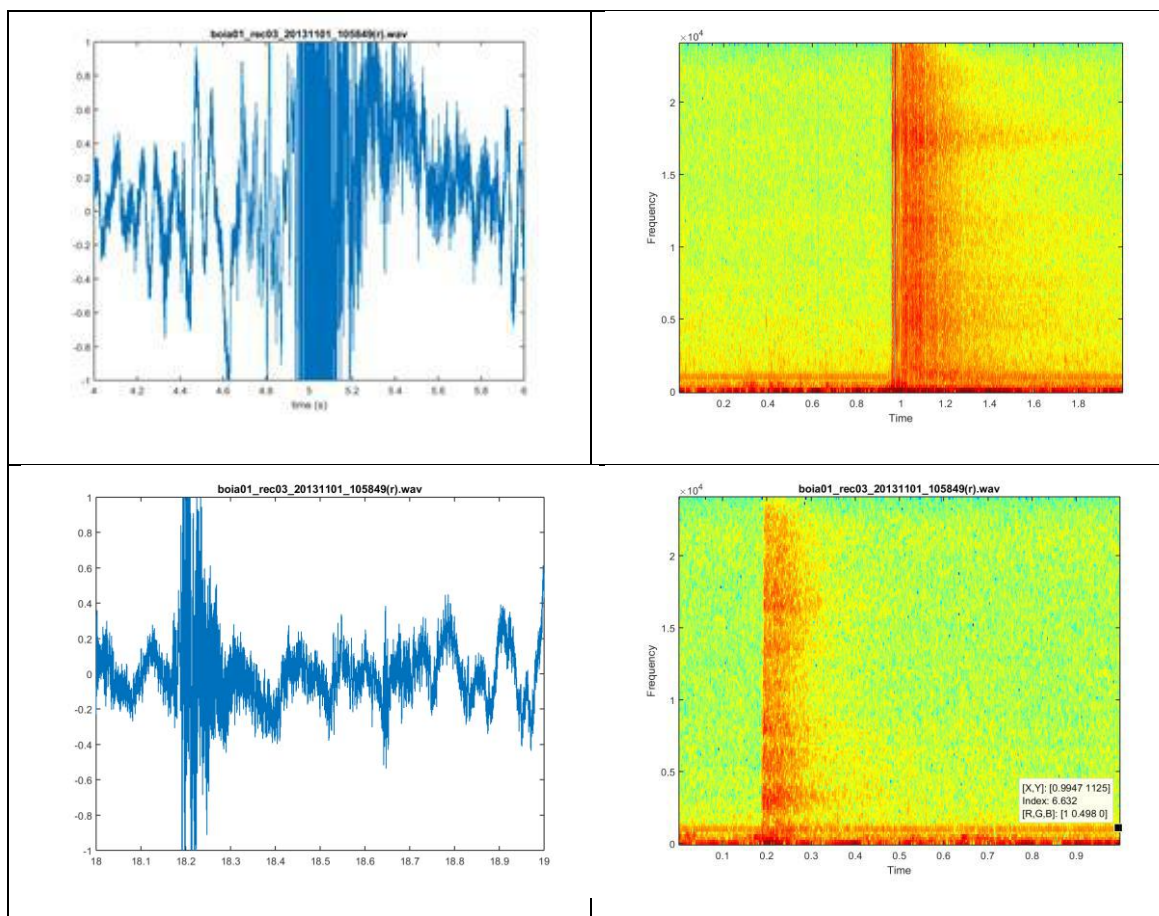 boia01_rec03_20131101_105849(r).wav
1
0.8
0.6
0.4
0.2
0
-0.2
-0.4
-0.6
-0.8
-1
4 4.2 4.4 4.6 4.8 5 5.2 5.4 5.6 5.8 6
time (s)
×10⁴
2
1.5
1
0.5
0
Frequency
0.2 0.4 0.6 0.8 1 1.2 1.4 1.6 1.8
Time
boia01_rec03_20131101_105849(r).wav
1
0.8
0.6
0.4
0.2
0
-0.2
-0.4
-0.6
-0.8
-1
18 18.1 18.2 18.3 18.4 18.5 18.6 18.7 18.8 18.9 19
boia01_rec03_20131101_105849(r).wav
×10⁴
2
1.5
1
0.5
0
Frequency
[X,Y]: [0.9947 1125]
Index: 6.632
[R,G,B]: [1 0.498 0]
0.1 0.2 0.3 0.4 0.5 0.6 0.7 0.8 0.9
Time